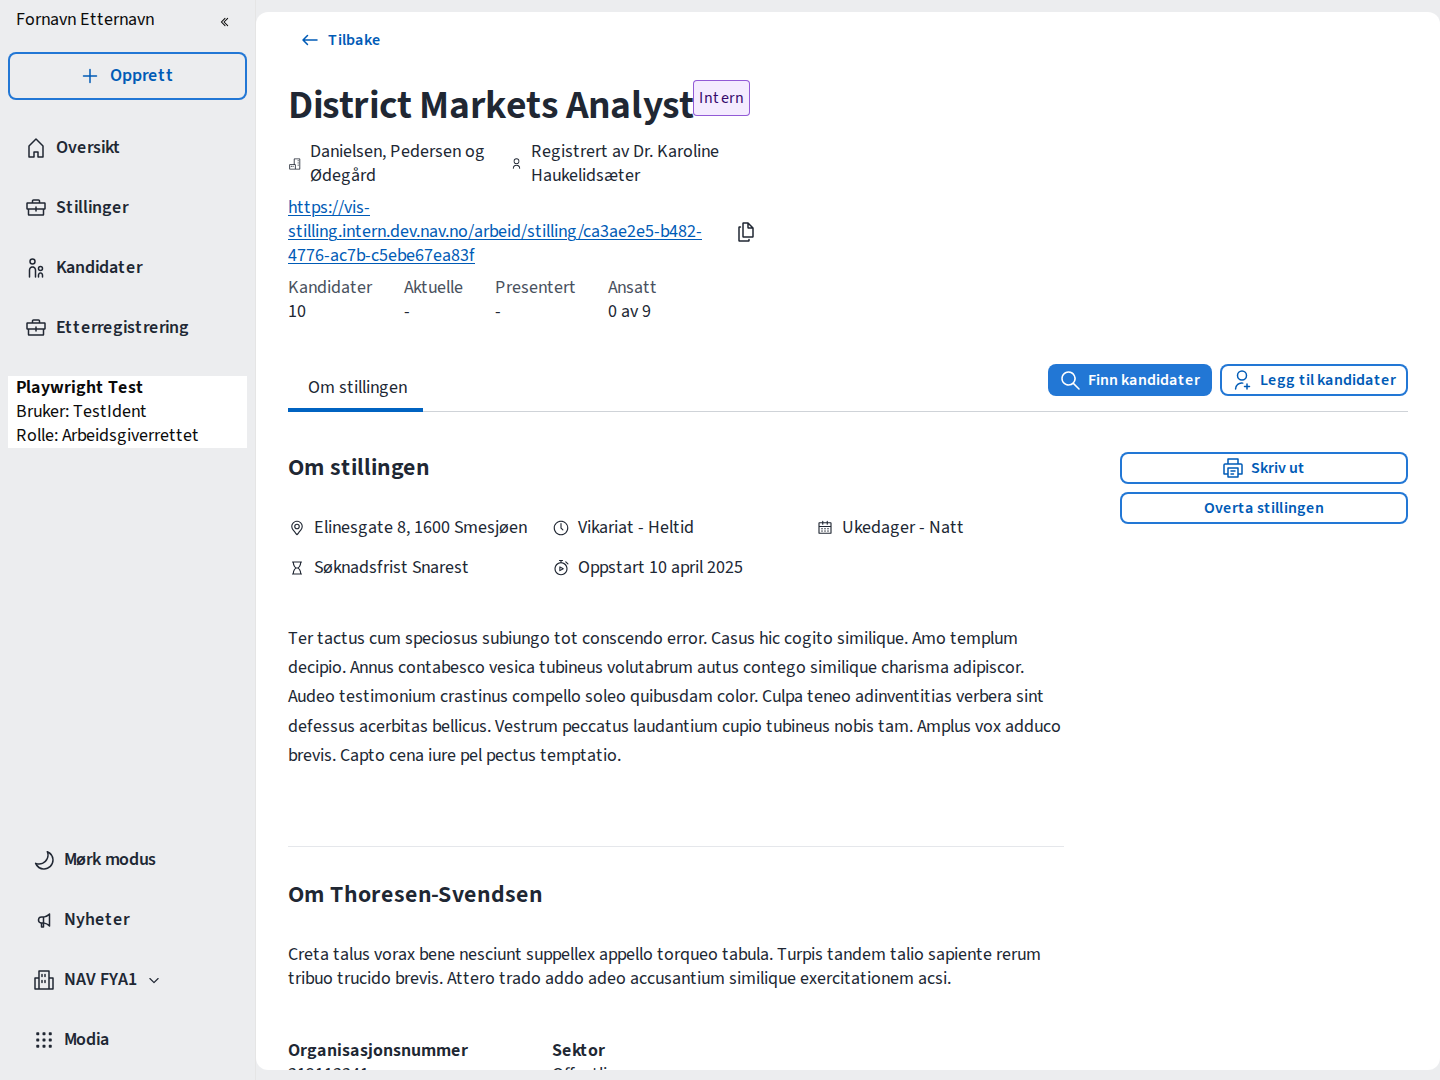 Fornavn Etternavn
Opprett
Oversikt
Stillinger
Kandidater
Etterregistrering
Playwright Test
Bruker: TestIdent
Rolle: Arbeidsgiverrettet
Mørk modus
Nyheter
NAV FYA1
Modia
Tilbake
District Markets Analyst
Intern
Danielsen, Pedersen og
Ødegård
Registrert av Dr. Karoline
Haukelidsæter
https://vis-
stilling.intern.dev.nav.no/arbeid/stilling/ca3ae2e5-b482-
4776-ac7b-c5ebe67ea83f
Kandidater Aktuelle Presentert Ansatt
10 - - 0 av 9
Om stillingen
Finn kandidater
Legg til kandidater
Om stillingen
Skriv ut
Overta stillingen
Elinesgate 8, 1600 Smesjøen Vikariat - Heltid Ukedager - Natt
Søknadsfrist Snarest Oppstart 10 april 2025
Ter tactus cum speciosus subiungo tot conscendo error. Casus hic cogito similique. Amo templum
decipio. Annus contabesco vesica tubineus volutabrum autus contego similique charisma adipiscor.
Audeo testimonium crastinus compello soleo quibusdam color. Culpa teneo adinventitias verbera sint
defessus acerbitas bellicus. Vestrum peccatus laudantium cupio tubineus nobis tam. Amplus vox adduco
brevis. Capto cena iure pel pectus temptatio.
Om Thoresen-Svendsen
Creta talus vorax bene nesciunt suppellex appello torqueo tabula. Turpis tandem talio sapiente rerum
tribuo trucido brevis. Attero trado addo adeo accusantium similique exercitationem acsi.
Organisasjonsnummer Sektor